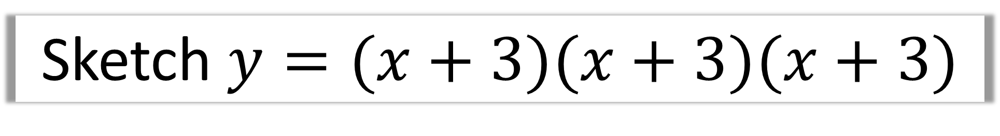 Sketch 𝑦 = (𝑥 + 3)(𝑥 + 3)(𝑥 + 3)